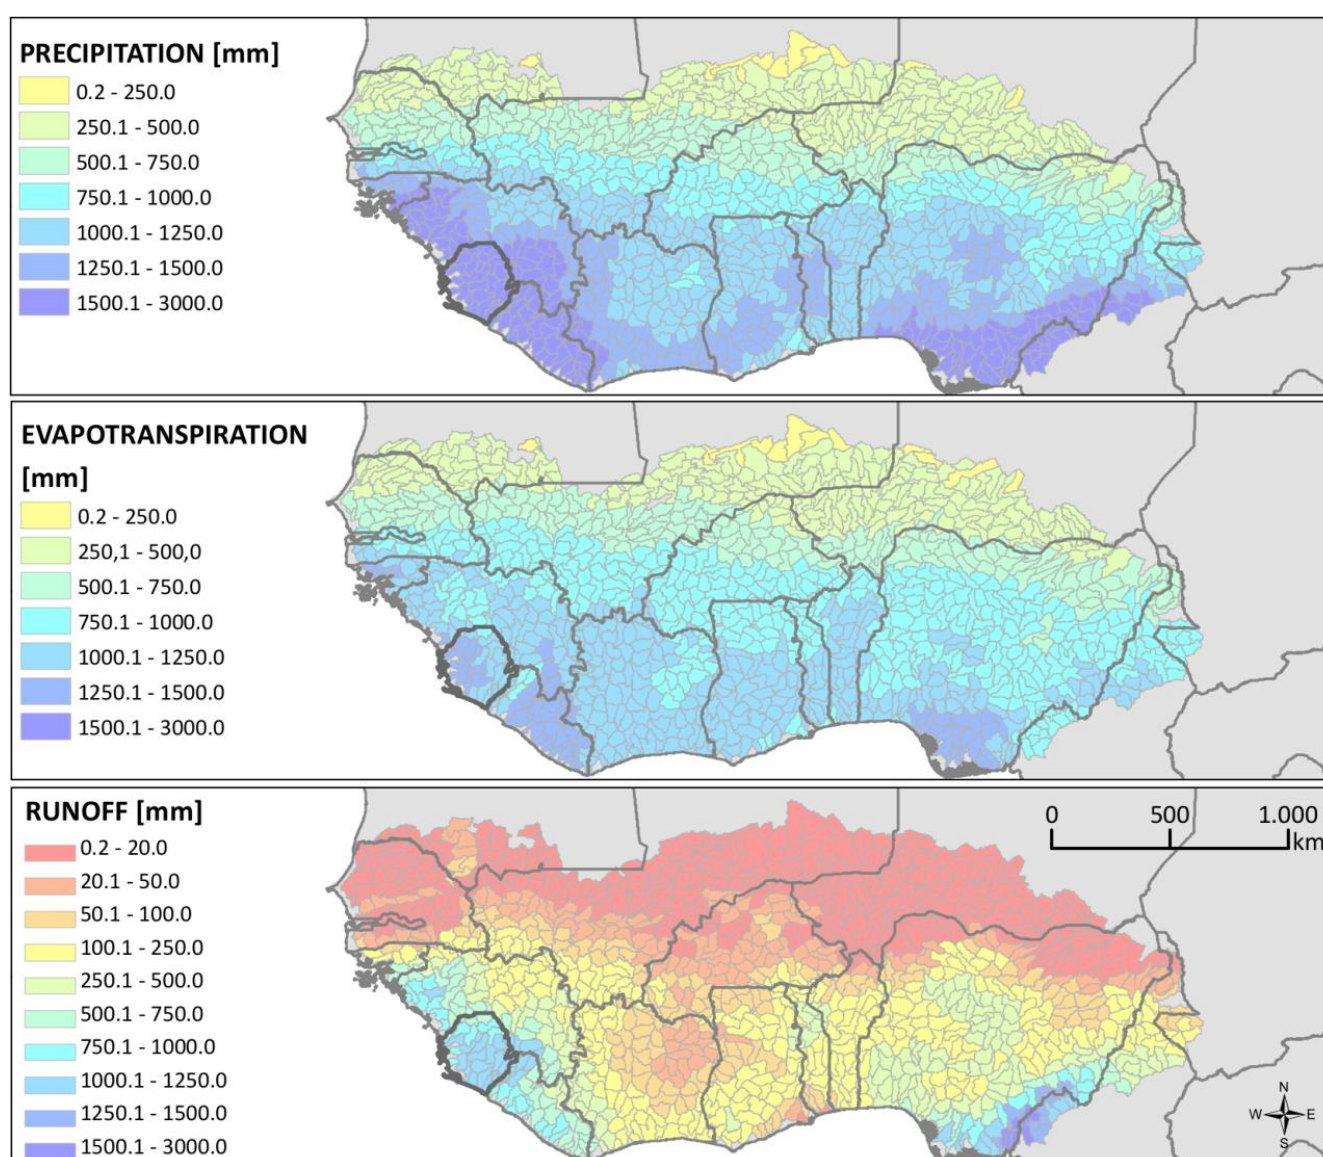 PRECIPITATION [mm]
0.2 - 250.0
250.1 - 500.0
500.1 - 750.0
750.1 - 1000.0
1000.1 - 1250.0
1250.1 - 1500.0
1500.1 - 3000.0
EVAPOTRANSPIRATION
[mm]
0.2 - 250.0
250,1 - 500,0
500.1 - 750.0
750.1 - 1000.0
1000.1 - 1250.0
1250.1 - 1500.0
1500.1 - 3000.0
RUNOFF [mm]
0.2 - 20.0
20.1 - 50.0
50.1 - 100.0
100.1 - 250.0
250.1 - 500.0
500.1 - 750.0
750.1 - 1000.0
1000.1 - 1250.0
1250.1 - 1500.0
1500.1 - 3000.0
0 500 1.000
km
N
W E
S